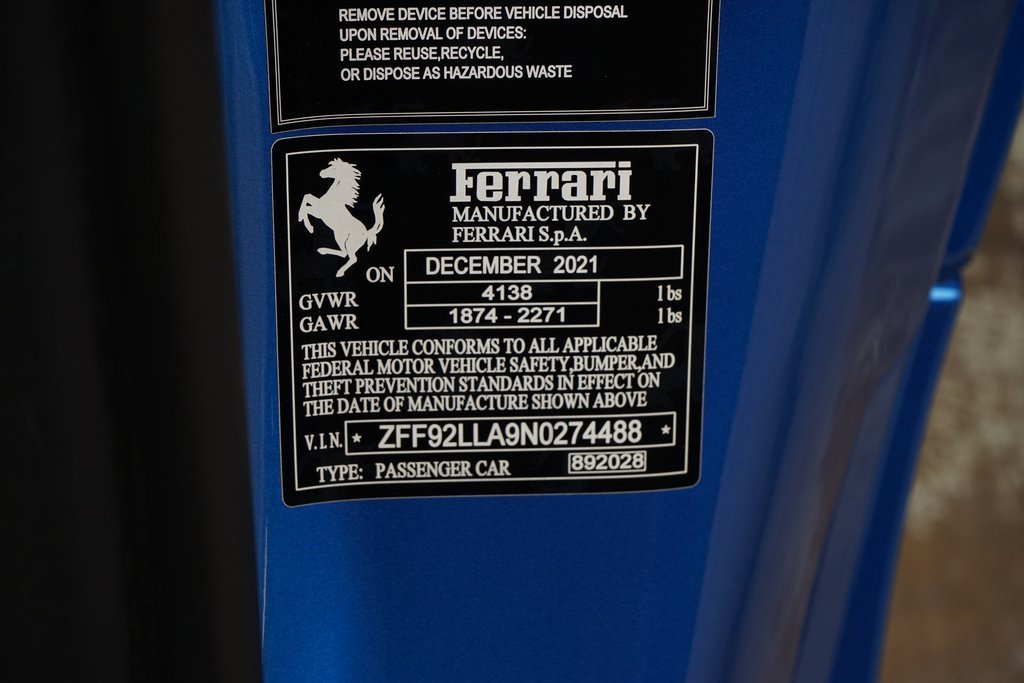 REMOVE DEVICE BEFORE VEHICLE DISPOSAL
UPON REMOVAL OF DEVICES:
PLEASE REUSE,RECYCLE,
OR DISPOSE AS HAZARDOUS WASTE
Ferrari
MANUFACTURED BY
FERRARI S.p.A.
ON DECEMBER 2021
GVWR 4138 lbs
GAWR 1874 - 2271 lbs
THIS VEHICLE CONFORMS TO ALL APPLICABLE
FEDERAL MOTOR VEHICLE SAFETY,BUMPER,AND
THEFT PREVENTION STANDARDS IN EFFECT ON
THE DATE OF MANUFACTURE SHOWN ABOVE
V.I.N. * ZFF92LLA9N0274488 *
TYPE: PASSENGER CAR 892028